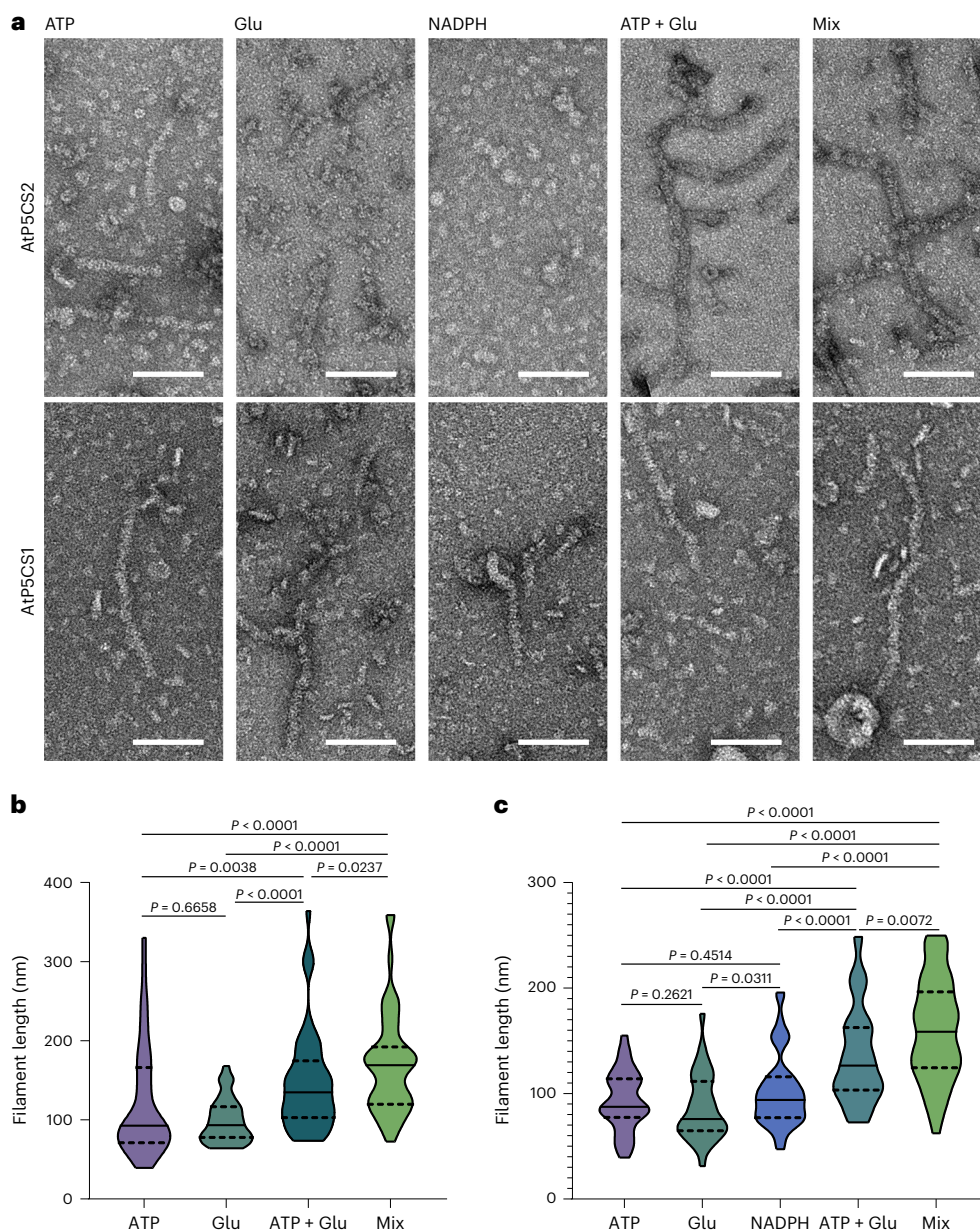 a
ATP Glu NADPH ATP + Glu Mix
AtP5CS2
AtP5CS1
b
P < 0.0001
P < 0.0001
P = 0.0038 P = 0.0237
P = 0.6658 P < 0.0001
400
300
200
100
0
Filament length (nm)
ATP Glu ATP + Glu Mix
c
P < 0.0001
P < 0.0001
P < 0.0001
P < 0.0001
P < 0.0001
P < 0.0001 P = 0.0072
P = 0.4514
P = 0.0311
P = 0.2621
300
200
100
0
Filament length (nm)
ATP Glu NADPH ATP + Glu Mix